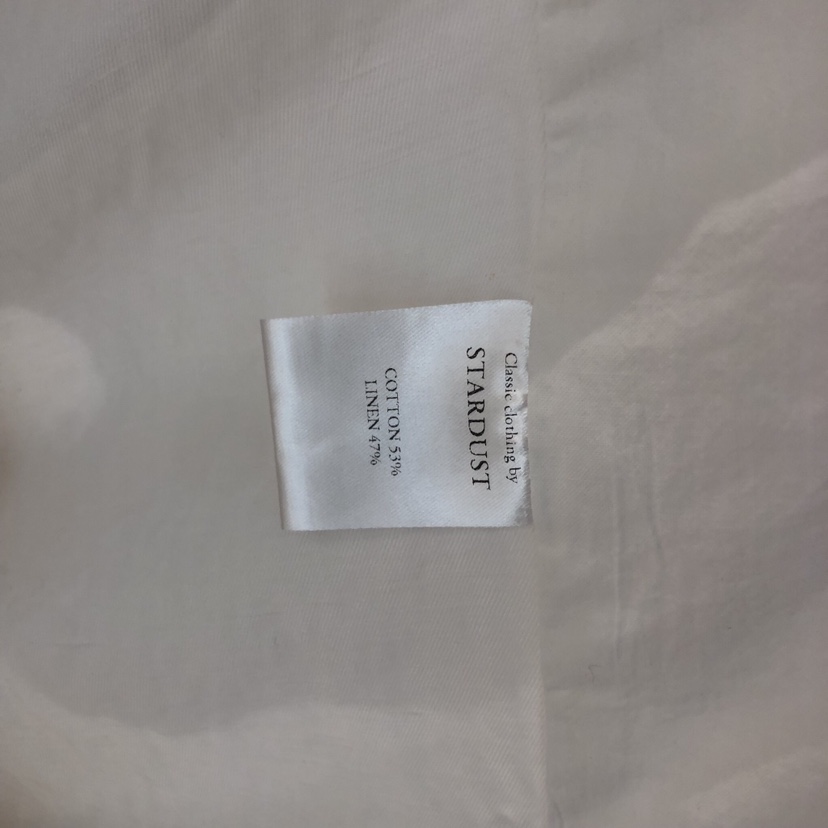 Classic clothing by
STARDUST
COTTON 53%
LINEN 47%